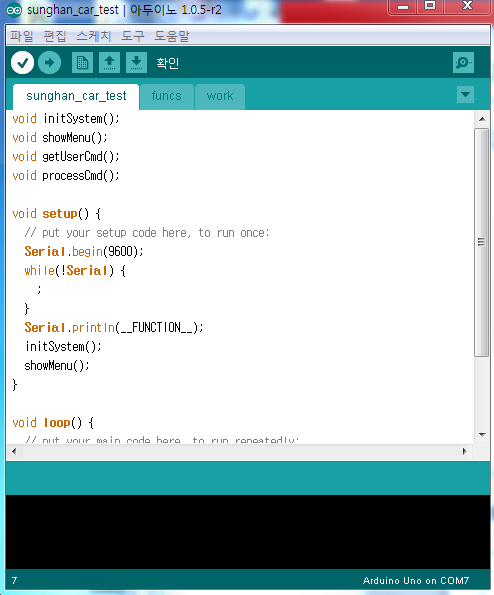 sunghan_car_test | 아두이노 1.0.5-r2
파일 편집 스케치 도구 도움말
확인
sunghan_car_test funcs work
void initSystem();
void showMenu();
void getUserCmd();
void processCmd();
void setup() {
// put your setup code here, to run once:
Serial.begin(9600);
while(!Serial) {
;
}
Serial.println(__FUNCTION__);
initSystem();
showMenu();
}
void loop() {
// put your main code here, to run repeatedly:
7 Arduino Uno on COM7